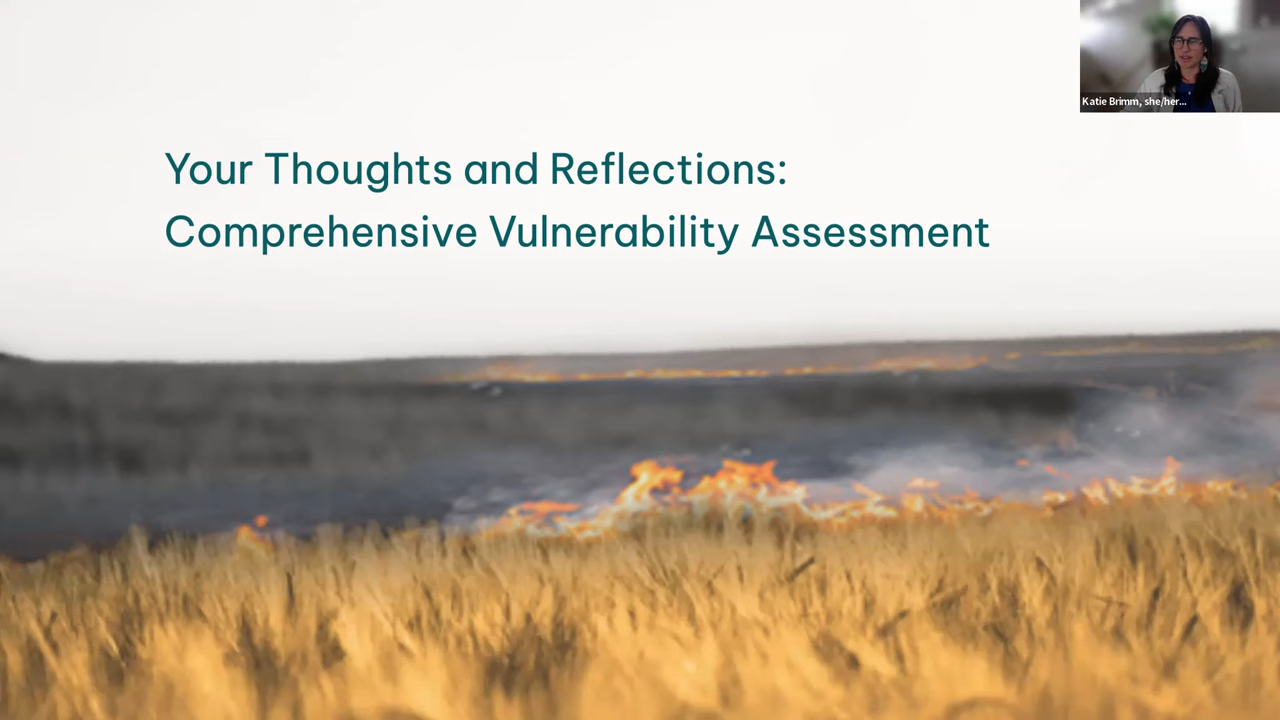 Katie Brimm, she/her...
Your Thoughts and Reflections:
Comprehensive Vulnerability Assessment